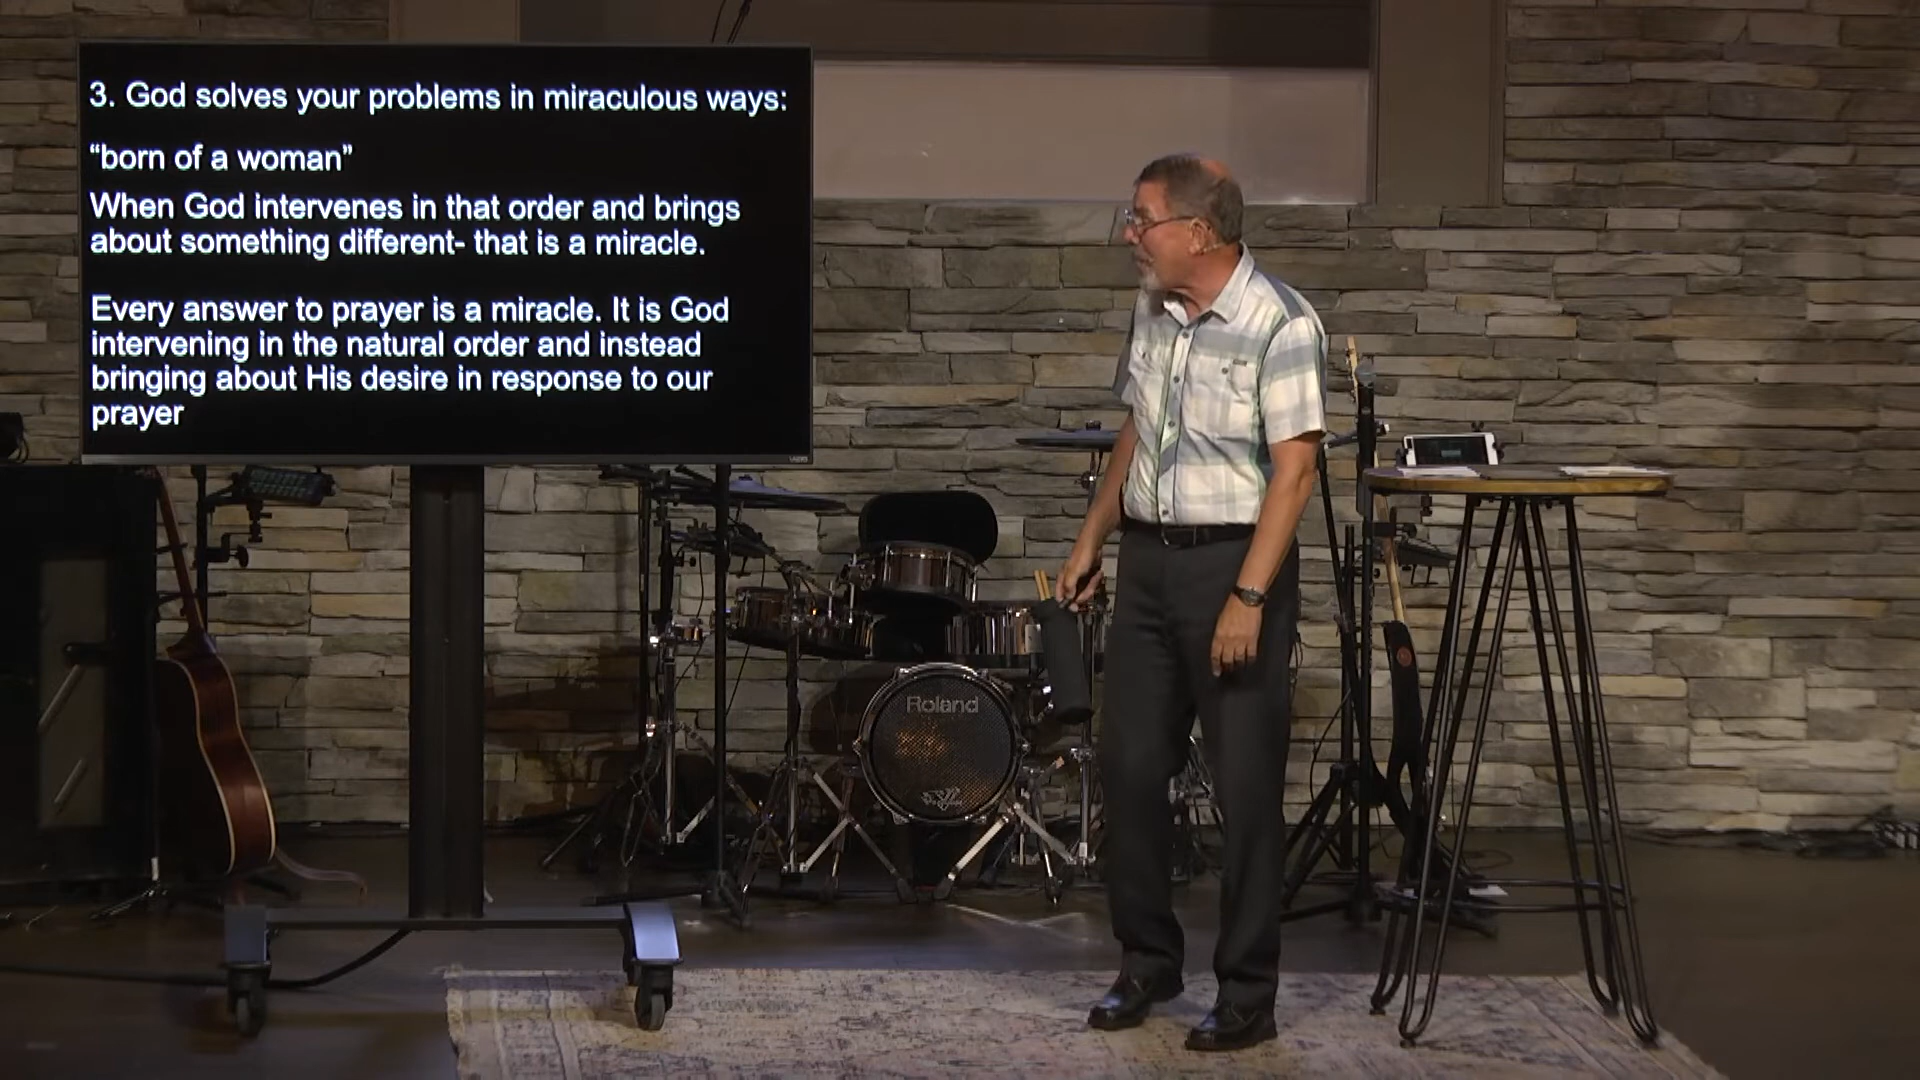 3. God solves your problems in miraculous ways:
“born of a woman”
When God intervenes in that order and brings
about something different- that is a miracle.
Every answer to prayer is a miracle. It is God
intervening in the natural order and instead
bringing about His desire in response to our
prayer
Roland